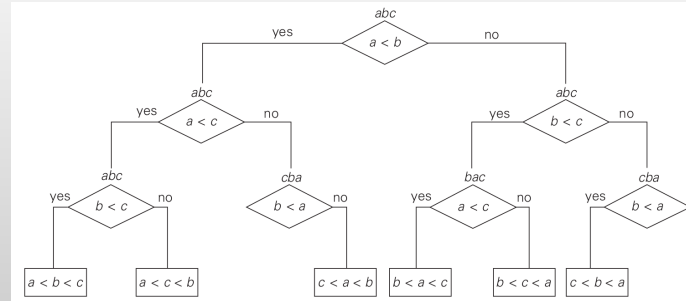 abc
yes a < b no
abc abc
yes a < c no yes b < c no
abc cba bac cba
yes b < c no b < a no yes a < c no yes b < a
a < b < c a < c < b c < a < b b < a < c b < c < a c < b < a